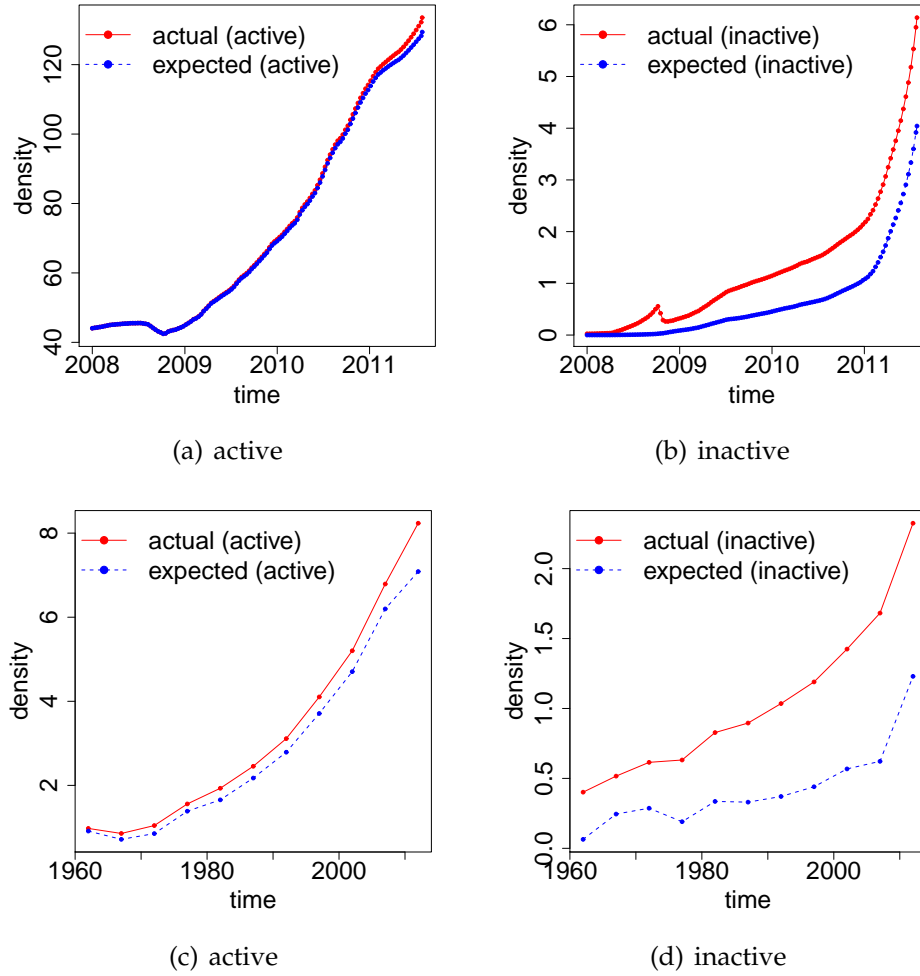 actual (active)
expected (active)
density
40 60 80 100 120
2008 2009 2010 2011
time
(a) active
actual (inactive)
expected (inactive)
density
0 1 2 3 4 5 6
2008 2009 2010 2011
time
(b) inactive
actual (active)
expected (active)
density
2 4 6 8
1960 1980 2000
time
(c) active
actual (inactive)
expected (inactive)
density
0.0 0.5 1.0 1.5 2.0
1960 1980 2000
time
(d) inactive